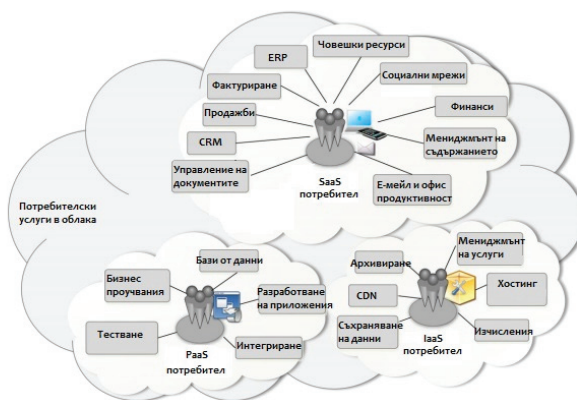 Човешки ресурси
ERP
Социални мрежи
Фактуриране
Финанси
Продажби
CRM
Мениджмънт на
съдържанието
Управление на
документите
SaaS
потребител
Е-мейл и офис
продуктивност
Потребителски
услуги в облака
Бази от данни
Бизнес
проучвания
Разработване
на приложения
Тестване
PaaS
потребител
Интегриране
Мениджмънт
на услуги
Архивиране
CDN
Хостинг
Съхраняване
на данни
IaaS
потребител
Изчисления